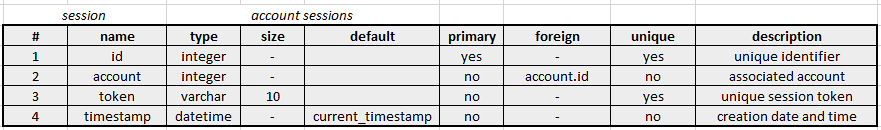 session account sessions
# name type size default primary foreign unique description
1 id integer - yes - yes unique identifier
2 account integer - no account.id no associated account
3 token varchar 10 no - yes unique session token
4 timestamp datetime - current_timestamp no - no creation date and time